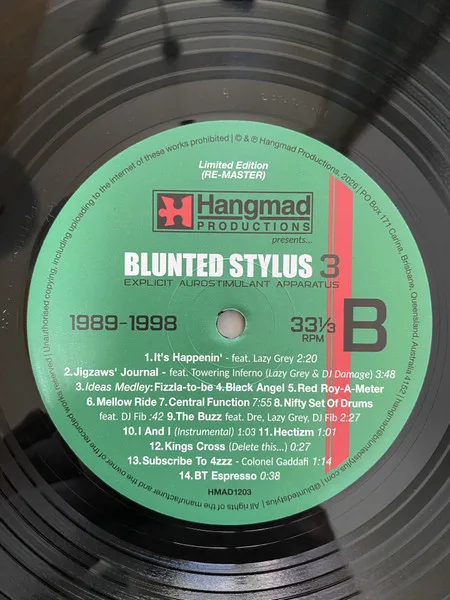 Limited Edition
(RE-MASTER)
Hangmad
PRODUCTIONS
presents...
BLUNTED STYLUS 3
EXPLICIT AUROSTIMULANT APPARATUS
1989-1998
33⅓
RPM
B
1.It's Happenin' - feat. Lazy Grey 2:20
2.Jigzaws' Journal - feat. Towering Inferno (Lazy Grey & DJ Damage) 3:48
3.Ideas Medley:Fizzla-to-be 4.Black Angel 5.Red Roy-A-Meter
6.Mellow Ride 7.Central Function 7:55 8.Nifty Set Of Drums
feat. DJ Fib :42 9.The Buzz feat. Dre, Lazy Grey, DJ Fib 2:27
10.I And I (Instrumental) 1:03 11.Hectizm 1:01
12.Kings Cross (Delete this...) 0:27
13.Subscribe To 4zzz - Colonel Gaddafi 1:14
14.BT Espresso 0:38
HMAD1203
| All rights of the manufacturer and the owner of the recorded works reserved | Unauthorised copying, including uploading to the internet of these works prohibited | © & ℗ Hangmad Productions, 2026 | PO Box 171 Carina, Brisbane, Queensland, Australia 4152 | hangmad@bluntedstylus.com | @bluntedstylus